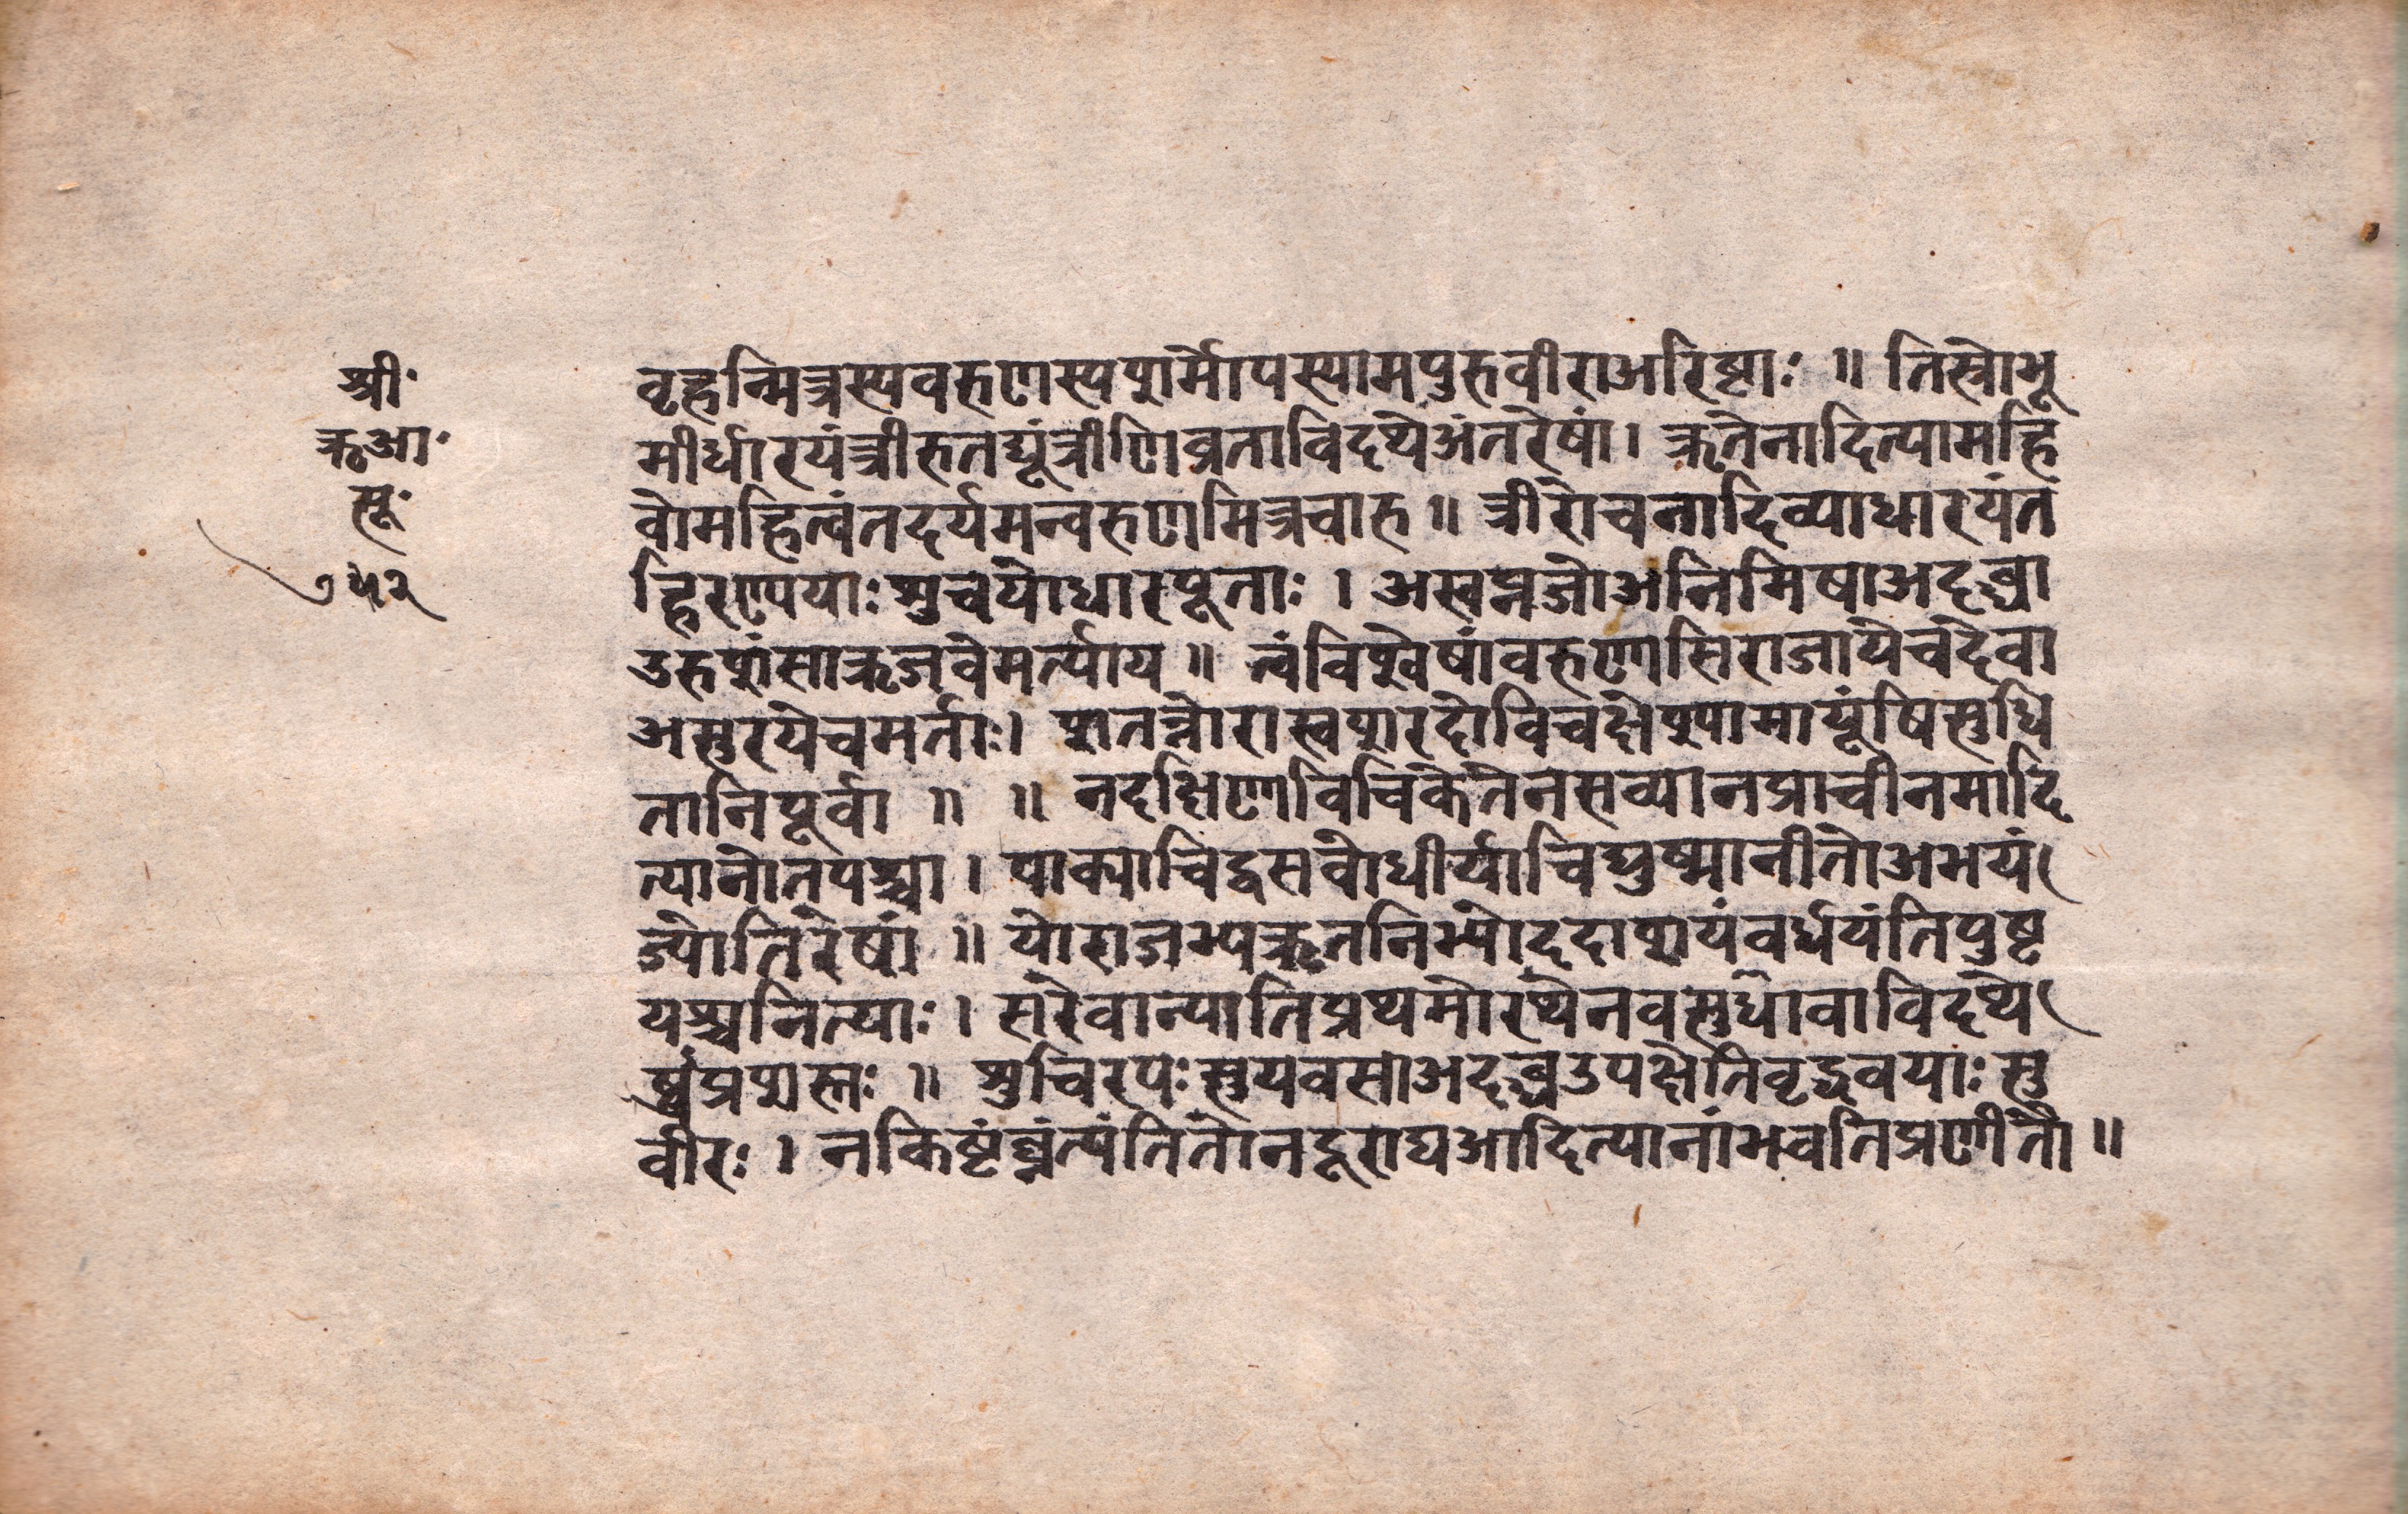 श्री॰
ऋआ॰
सू॰
७५२
वृहन्मित्रस्यवरुणस्यशर्मोपस्यामपुरुवीराअरिष्टाः ॥ तिस्रोभू
मीर्धारयंत्रीरुतद्यूंत्रीणिव्रताविदथेअंतरेषां। ऋतेनादित्यामहि
वोमहित्वंतदर्यमन्वरुणमित्रचारु ॥ त्रीरोचनादिव्याधारयंत
हिरण्ययाःशुचयोधारपूताः । अस्वप्नजोअनिमिषाअदब्धा
उरुशंसाऋजवेमर्त्याय ॥ त्वंविश्वेषांवरुणासिराजायेचदेवा
असुरयेचमर्ताः। शतन्नोरास्वशरदोविचक्षेश्यामायूंषिसुधि
तानिपूर्वा ॥ ॥ नदक्षिणाविचिकेतेनसव्यानप्राचीनमादि
त्यानोतपश्चा । पाक्याचिद्वसवोधीर्याचिद्युष्मानीतोअभयं
ज्योतिरेषां ॥ योराजभ्यऋतनिभ्योददाशयंवर्धयंतिपुष्ट
यश्चनित्याः । सरेवान्यातिप्रथमोरथेनवसुधावाविदथे
षुप्रशस्तः ॥ शुचिरपःसुयवसाअदब्धउपक्षेतिवृद्धवयाः सु
वीरः । नकिष्टंघ्नंत्यंतितोनदूराद्यआदित्यानांभवतिप्रणीतौ ॥